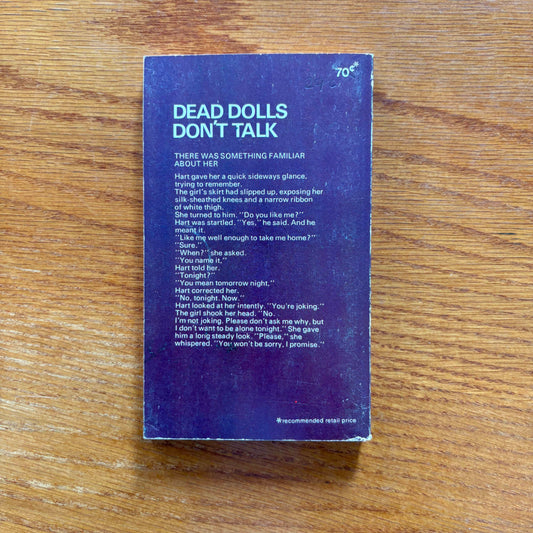 70¢*
DEAD DOLLS
DON'T TALK
THERE WAS SOMETHING FAMILIAR
ABOUT HER
Hart gave her a quick sideways glance,
trying to remember.
The girl's skirt had slipped up, exposing her
silk-sheathed knees and a narrow ribbon
of white thigh.
She turned to him. "Do you like me?"
Hart was startled. "Yes," he said. And he
meant it.
"Like me well enough to take me home?"
"Sure."
"When?" she asked.
"You name it,"
Hart told her.
"Tonight?"
"You mean tomorrow night,"
Hart corrected her.
"No, tonight. Now."
Hart looked at her intently. "You're joking."
The girl shook her head. "No.
I'm not joking. Please don't ask me why, but
I don't want to be alone tonight." She gave
him a long steady look. "Please," she
whispered. "You won't be sorry, I promise."
*recommended retail price